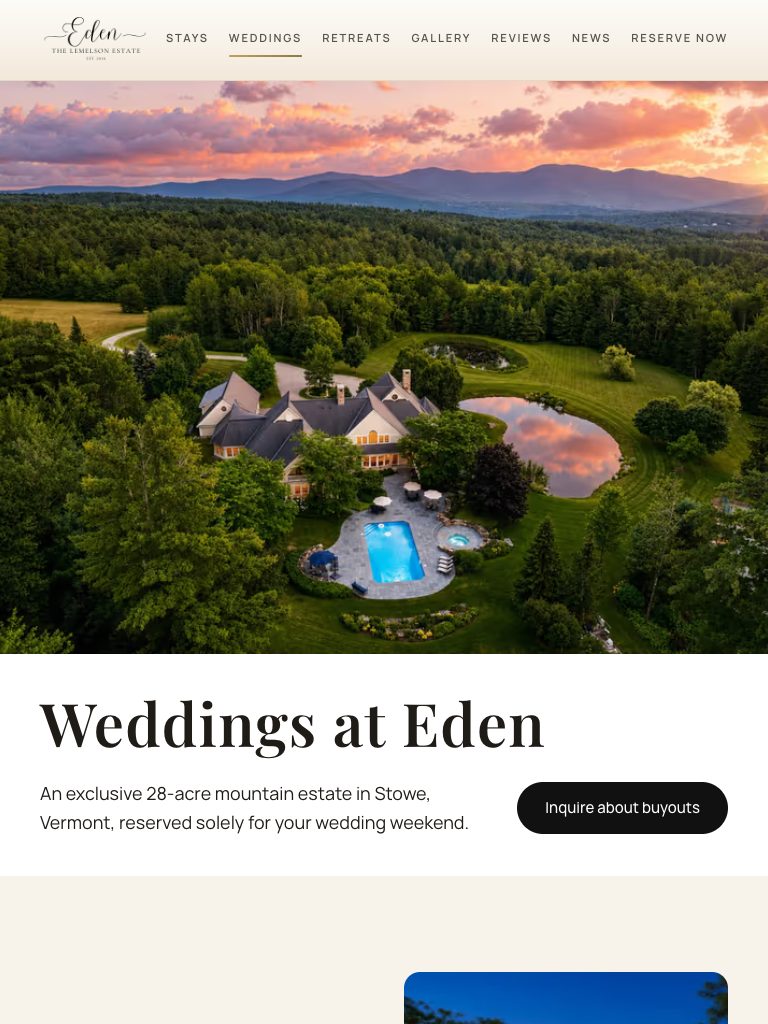 Eden
THE LEMELSON ESTATE
STAYS
WEDDINGS
RETREATS
GALLERY
REVIEWS
NEWS
RESERVE NOW
Weddings at Eden
An exclusive 28-acre mountain estate in Stowe,
Vermont, reserved solely for your wedding weekend.
Inquire about buyouts